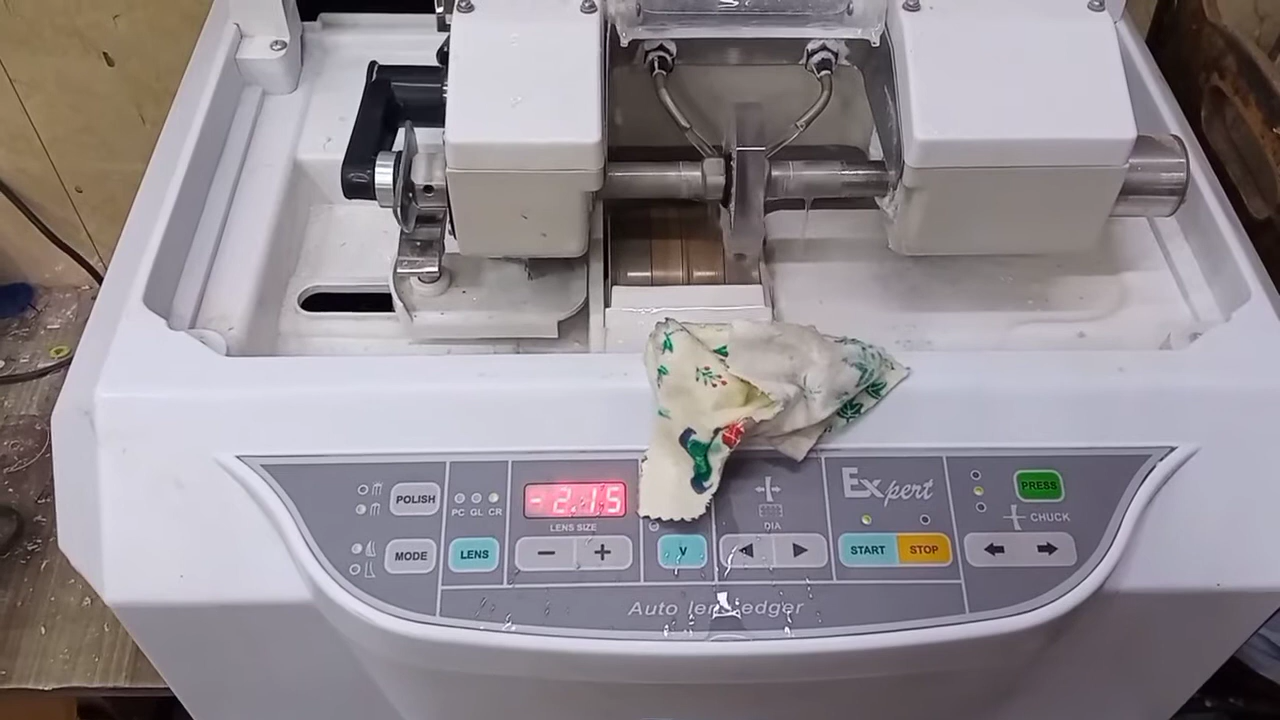 POLISH
PC GL CR
-2.15
LENS SIZE
MODE
LENS
− +
V
DIA
Expert
START STOP
PRESS
CHUCK
Auto lens edger